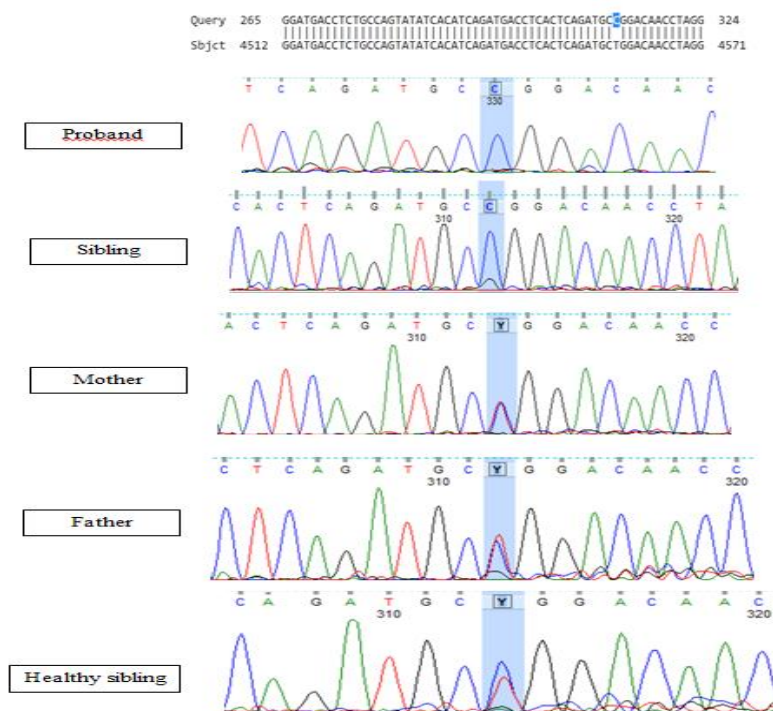 Query 265 GGATGACCTCTGCCAGTATATCACATCAGATGACCTCACTCAGATGCCGGACAACCTAGG 324
Sbjct 4512 GGATGACCTCTGCCAGTATATCACATCAGATGACCTCACTCAGATGCTGGACAACCTAGG 4571
T C A G A T G C C G G A C A A C
330
Proband
C A C T C A G A T G C C G G A C A A C C T A
310 320
Sibling
A C T C A G A T G C Y G G A C A A C C
310 320
Mother
C T C A G A T G C Y G G A C A A C C
310 320
Father
C A G A T G C Y G G A C A A C
310 320
Healthy sibling